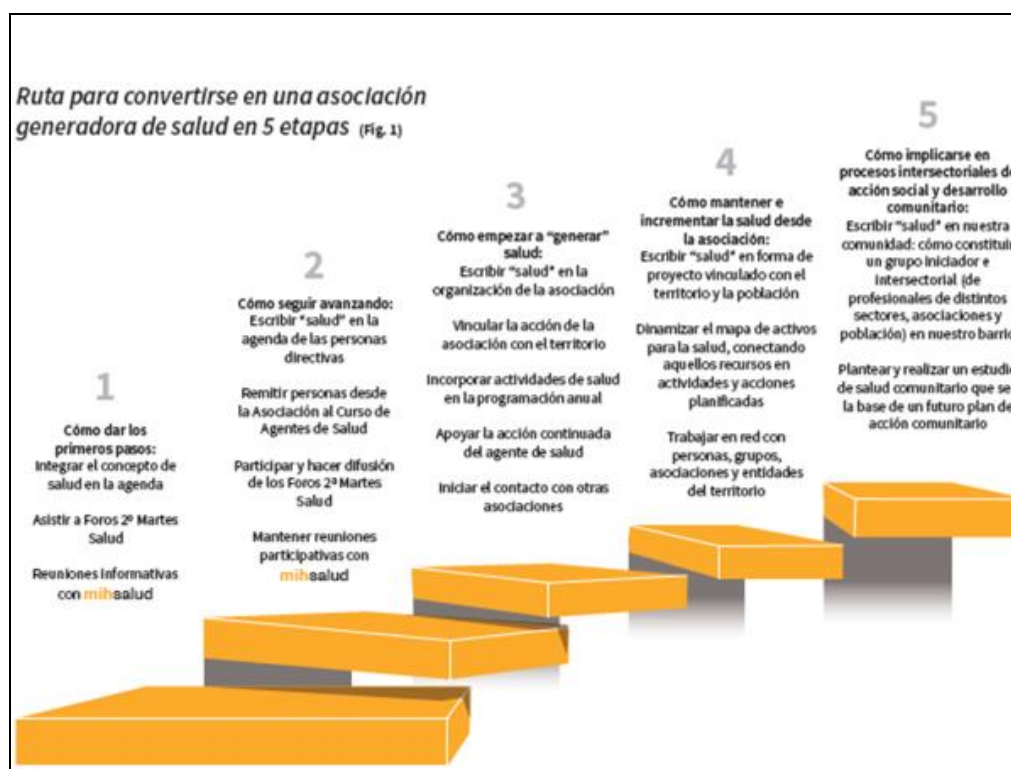 Ruta para convertirse en una asociación
generadora de salud en 5 etapas (Fig. 1)
1
Cómo dar los
primeros pasos:
Integrar el concepto de
salud en la agenda
Asistir a Foros 2º Martes
Salud
Reuniones informativas
con mihsalud
2
Cómo seguir avanzando:
Escribir "salud" en la
agenda de las personas
directivas
Remitir personas desde
la Asociación al Curso de
Agentes de Salud
Participar y hacer difusión
de los Foros 2ª Martes
Salud
Mantener reuniones
participativas con
mihsalud
3
Cómo empezar a "generar"
salud:
Escribir "salud" en la
organización de la asociación
Vincular la acción de la
asociación con el territorio
Incorporar actividades de salud
en la programación anual
Apoyar la acción continuada
del agente de salud
Iniciar el contacto con otras
asociaciones
4
Cómo mantener e
incrementar la salud desde
la asociación:
Escribir "salud" en forma de
proyecto vinculado con el
territorio y la población
Dinamizar el mapa de activos
para la salud, conectando
aquellos recursos en
actividades y acciones
planificadas
Trabajar en red con
personas, grupos,
asociaciones y entidades
del territorio
5
Cómo implicarse en
procesos intersectoriales de
acción social y desarrollo
comunitario:
Escribir "salud" en nuestra
comunidad: cómo constituir
un grupo iniciador e
intersectorial (de
profesionales de distintos
sectores, asociaciones y
población) en nuestro barrio
Plantear y realizar un estudio
de salud comunitario que se
la base de un futuro plan de
acción comunitario